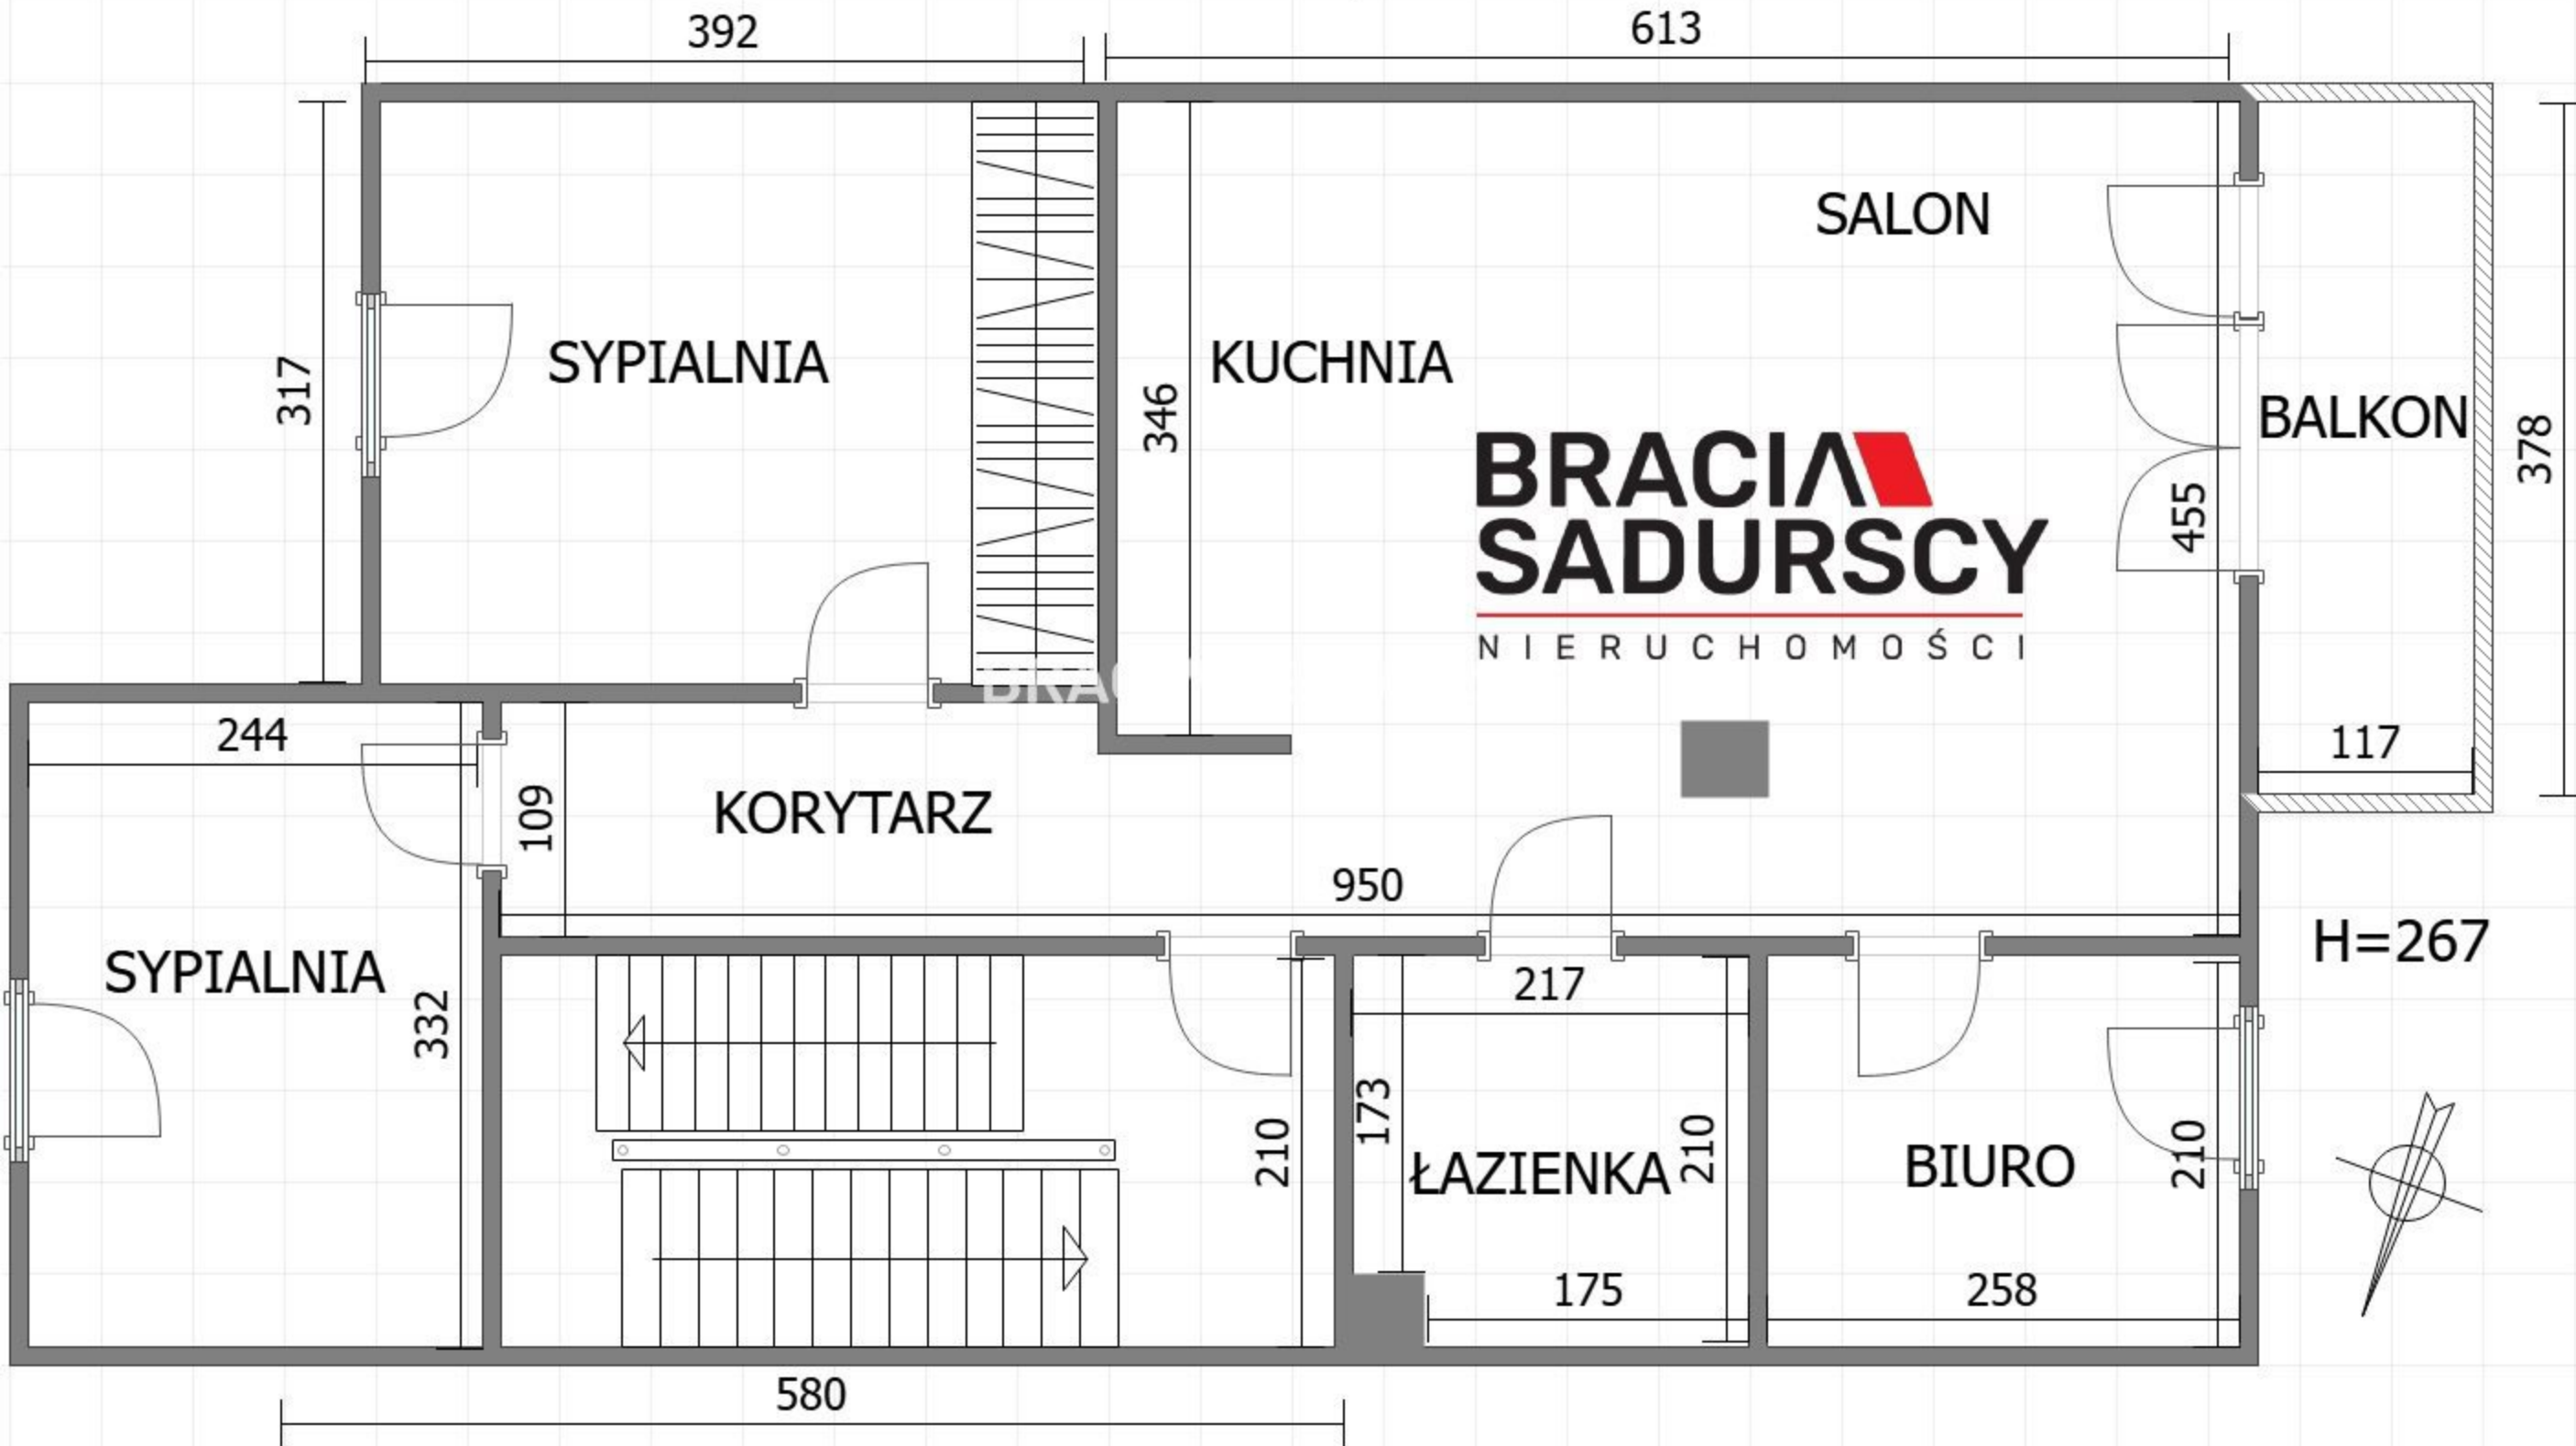 392
613
SALON
317
SYPIALNIA
346
KUCHNIA
BALKON
378
455
BRACIA
SADURSCY
NIERUCHOMOŚCI
BRAC
244
117
109
KORYTARZ
950
H=267
SYPIALNIA
332
217
173
210
ŁAZIENKA
210
BIURO
210
175
258
580